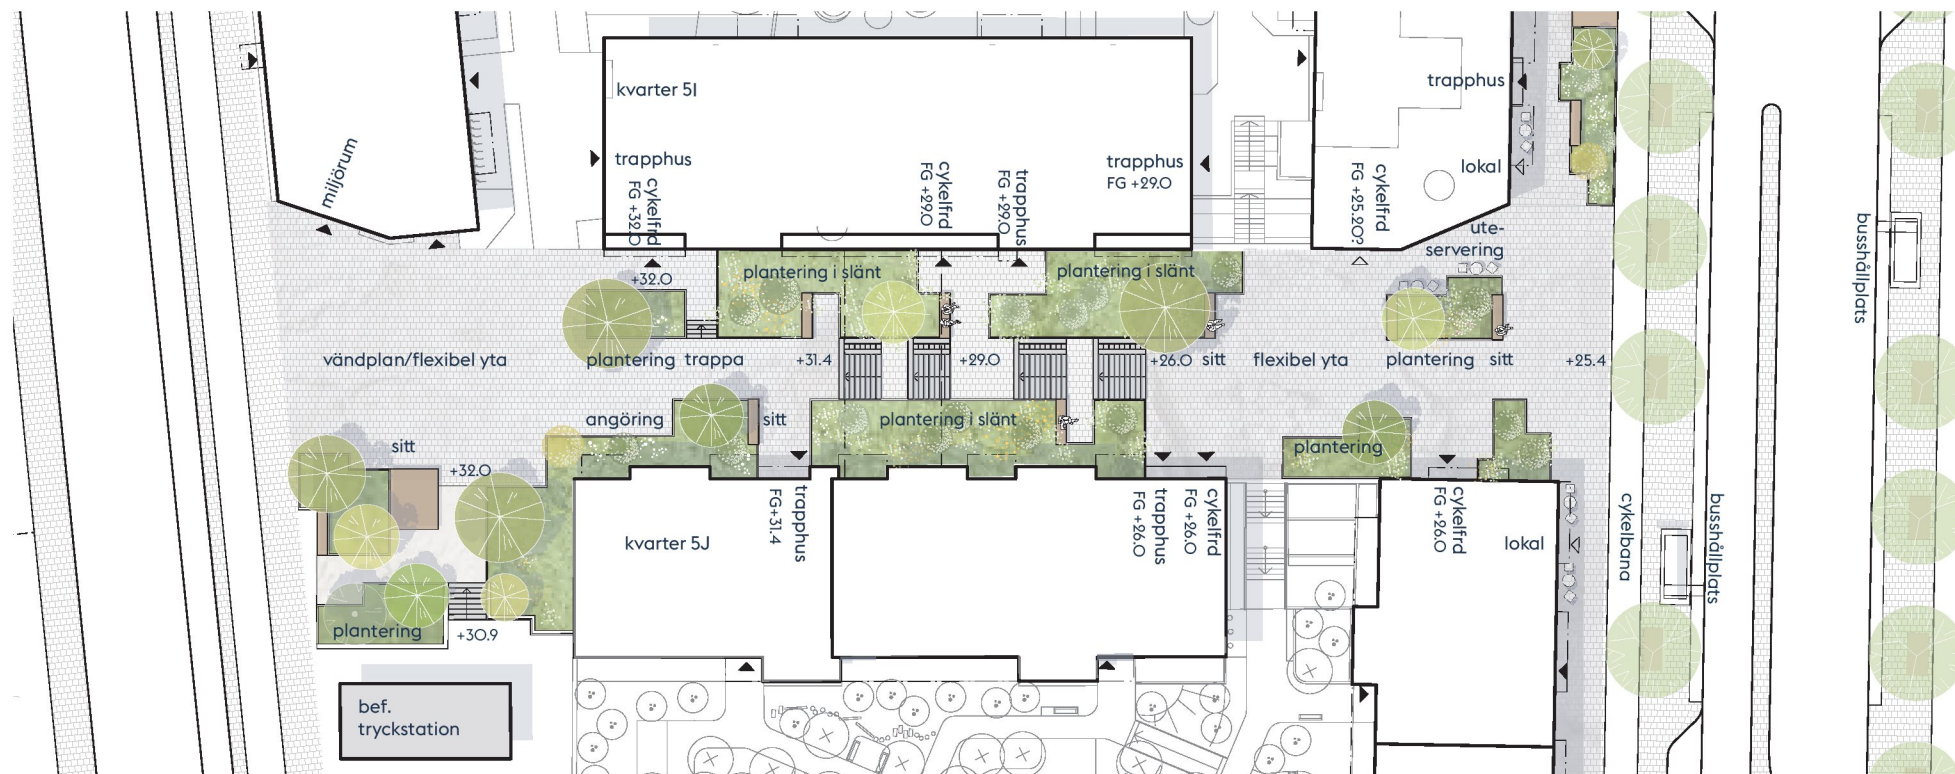 kvarter 5I
trapphus
miljörum
trapphus
cykelfrd
FG +32.0
cykelfrd
FG +29.0
trapphus
FG +29.0
trapphus
FG +29.0
cykelfrd
FG +25.20?
lokal
ute-
servering
busshållplats
+32.0
plantering i slänt
plantering i slänt
vändplan/flexibel yta
plantering
trappa
+31.4
+29.0
+26.0
sitt
flexibel yta
plantering
sitt
+25.4
angöring
sitt
plantering i slänt
sitt
+32.0
plantering
kvarter 5J
trapphus
FG+31.4
trapphus
FG +26.0
cykelfrd
FG +26.0
cykelfrd
FG +26.0
lokal
cykelbana
busshållplats
plantering
+30.9
bef.
tryckstation